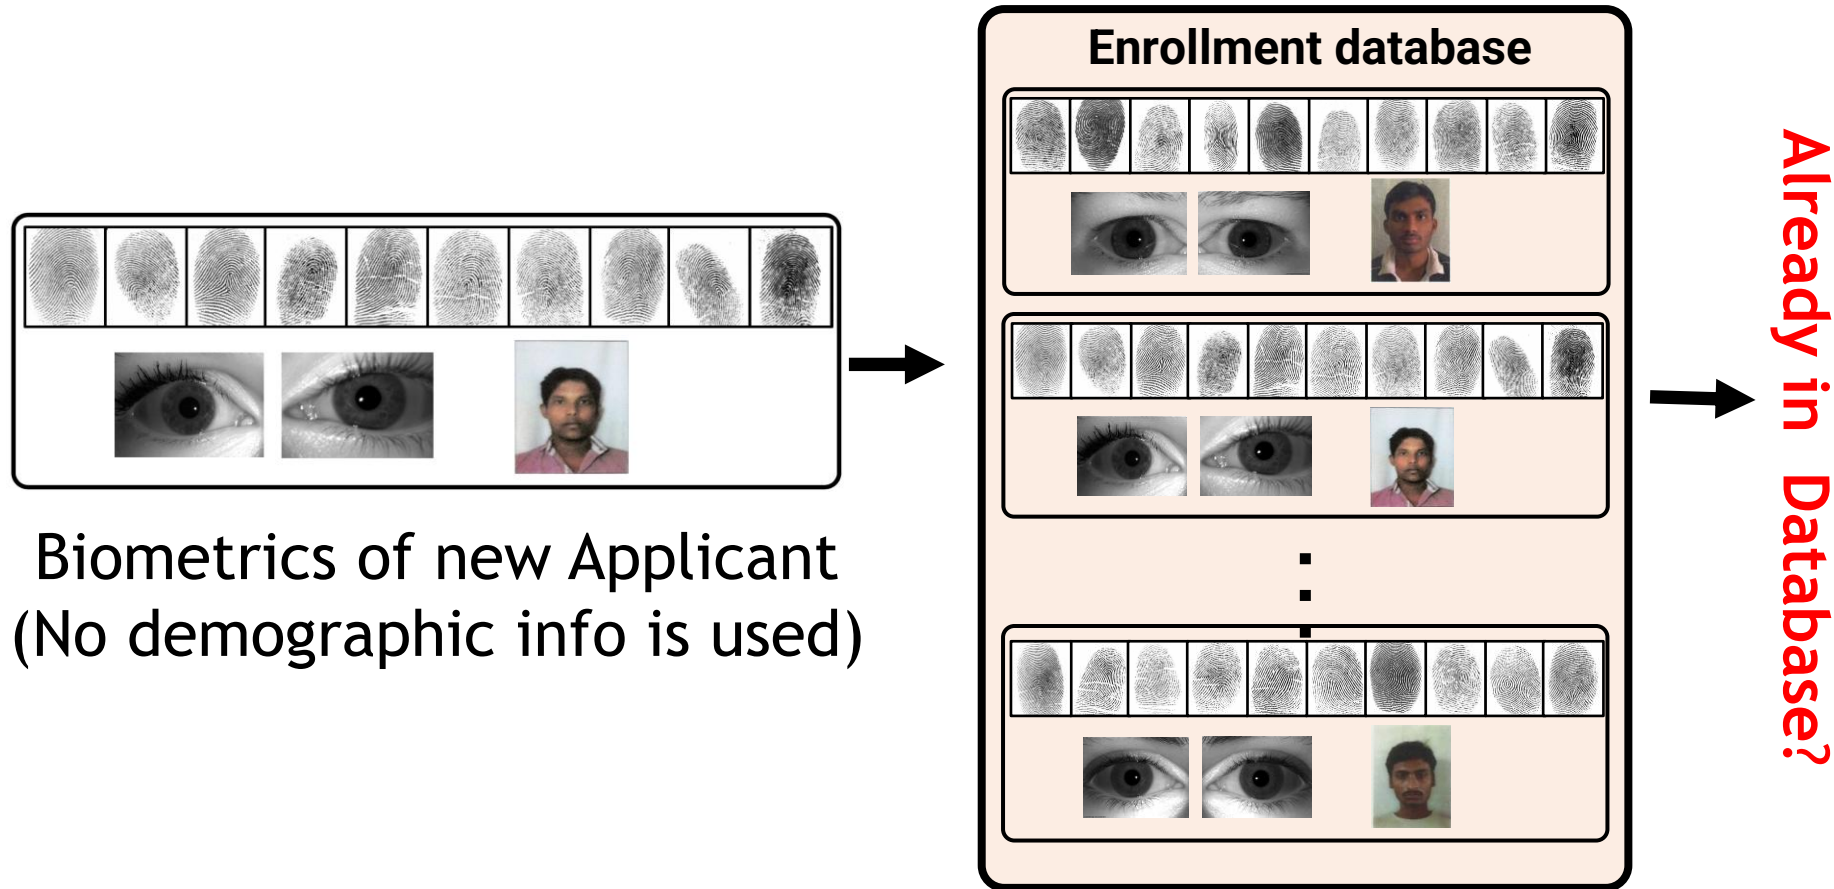 Enrollment database
Biometrics of new Applicant
(No demographic info is used)
Already in Database?